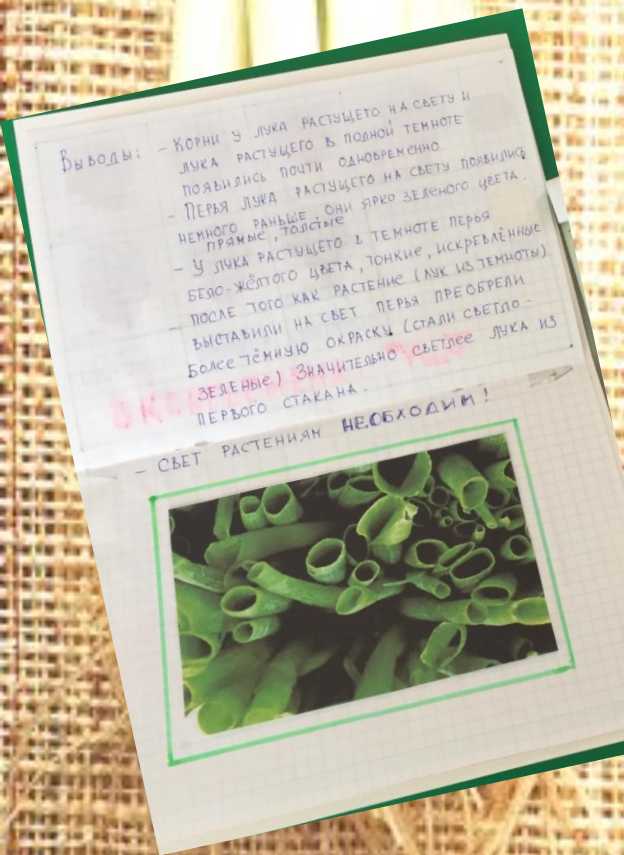 Выводы: – Корни у лука растущего на свету и
лука растущего в полной темноте
появились почти одновременно.
– Перья лука растущего на свету появились
немного раньше. Они ярко зеленого цвета.
прямые, толстые
– У лука растущего в темноте перья
бело-жёлтого цвета, тонкие, искревлённые
– После того как растение (лук из темноты)
выставили на свет перья преобрели
более тёмную окраску (стали светло-
зеленые) значительно светлее лука из
первого стакана.
– Свет растениям необходим!